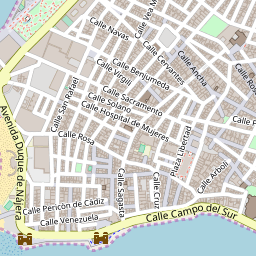 Calle Navas
Calle Vea M
Calle Cervantes
Calle Ancha
Calle Benjumeda
Calle Virgili
Calle San Rafael
Calle Sacramento
Calle Solano
Calle Hospital de Mujeres
Calle Rosa
Avenida Duque de Nájera
Plaza Libertad
Calle Arbolí
Calle Sagasta
Calle Cruz
Calle Pericón de Cádiz
Calle Venezuela
Calle Campo del Sur